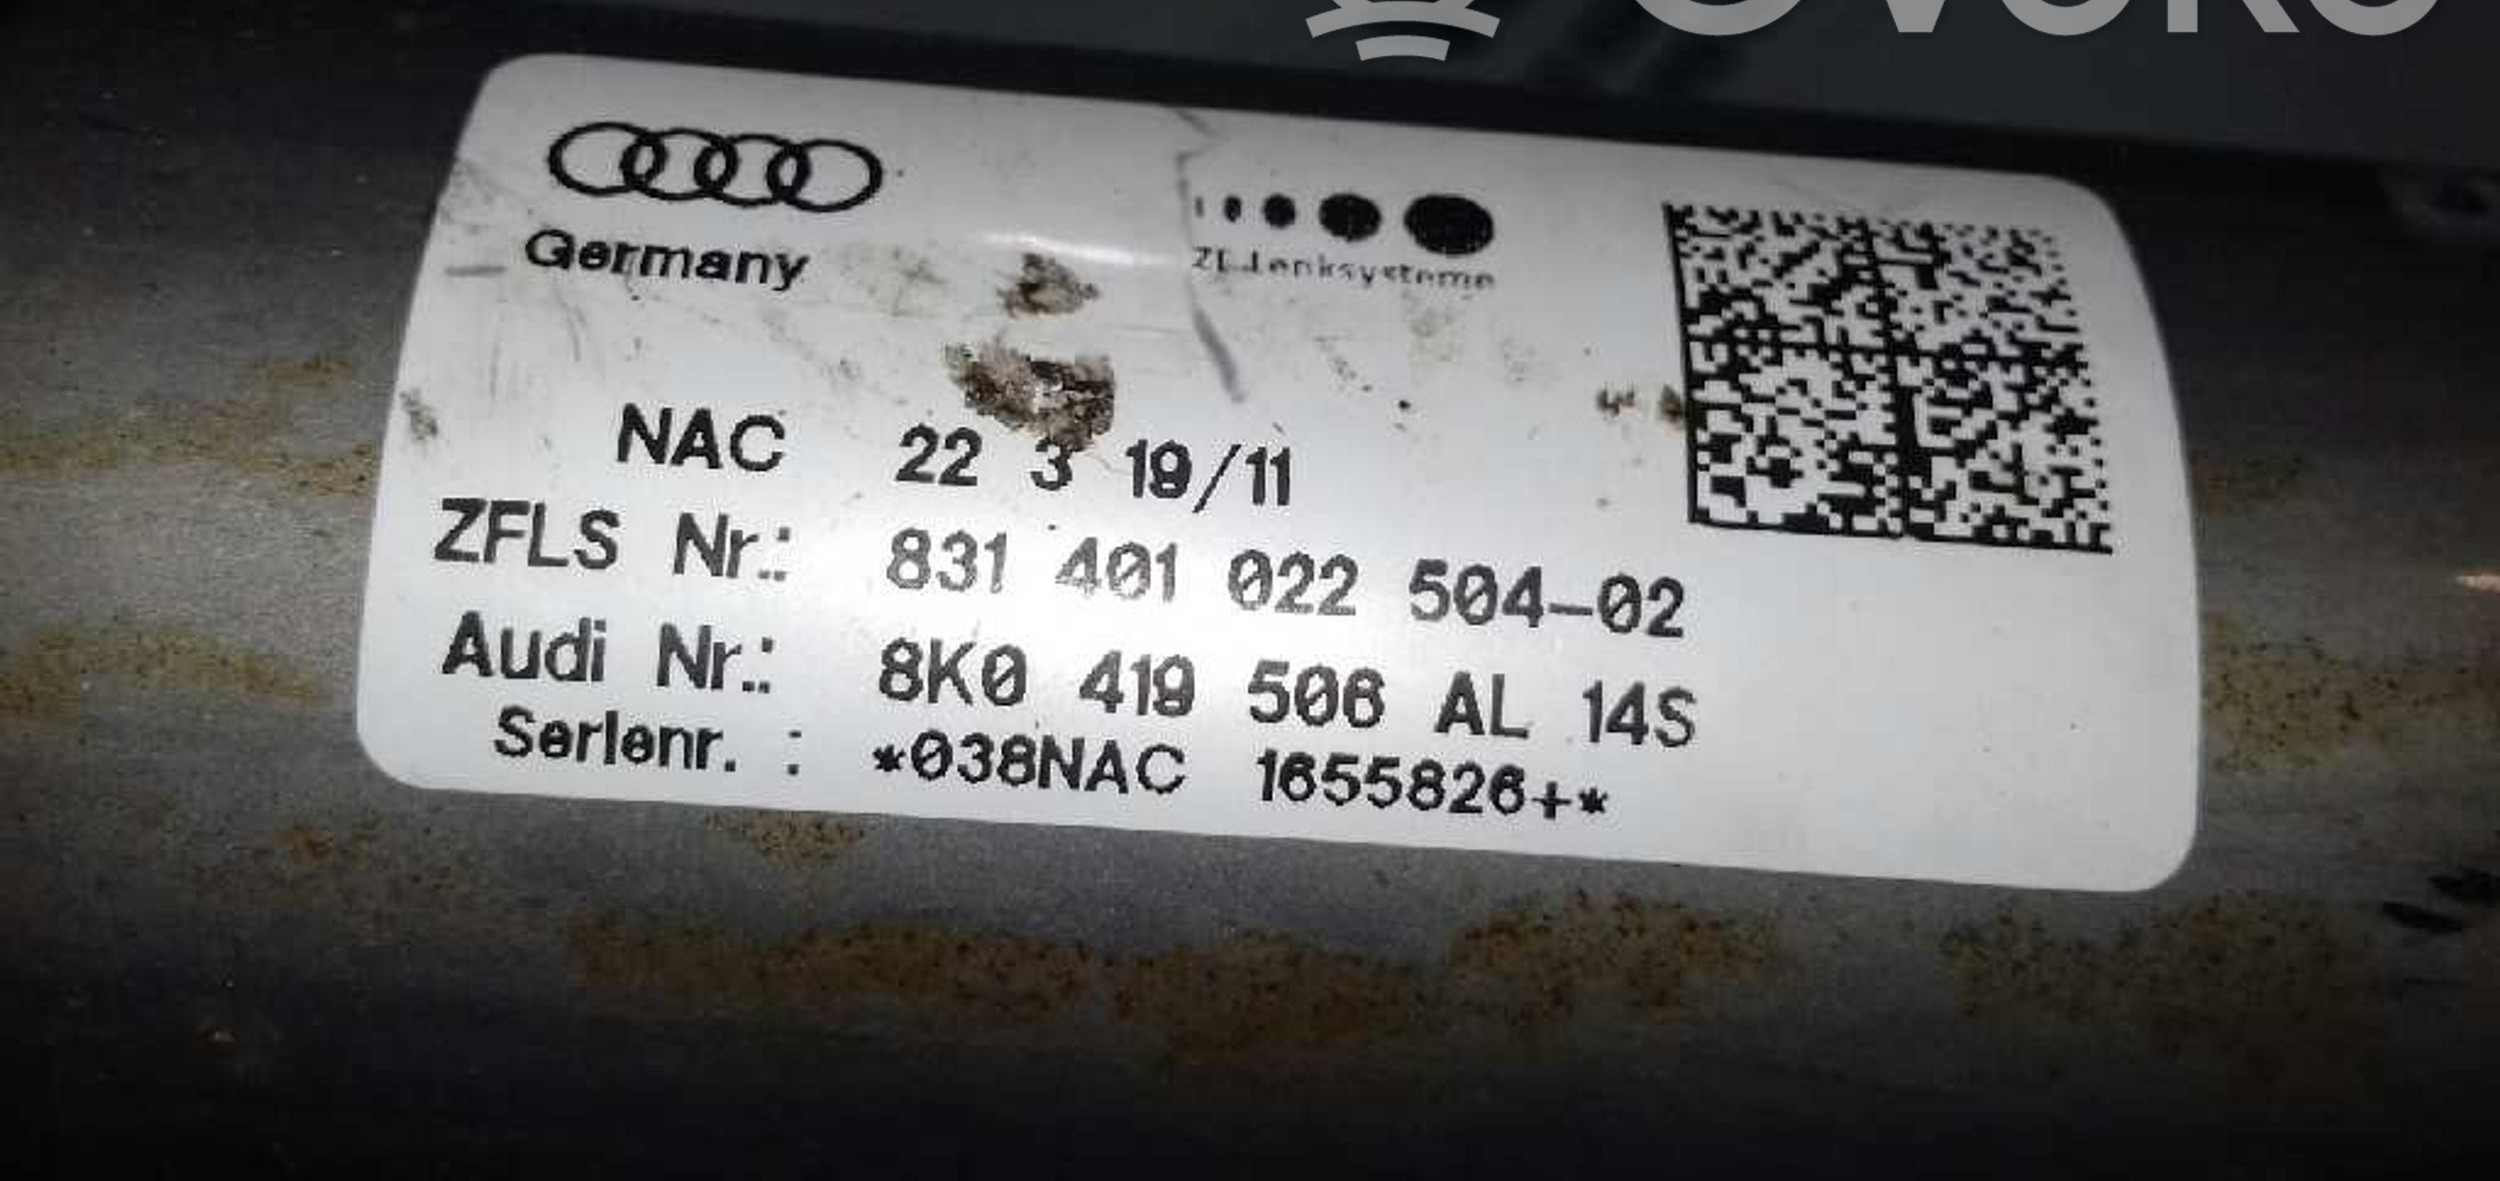 Germany
ZF Lenksysteme
NAC 22 3 19/11
ZFLS Nr.: 831 401 022 504-02
Audi Nr.: 8K0 419 506 AL 14S
Serienr. : *038NAC 1655826+*